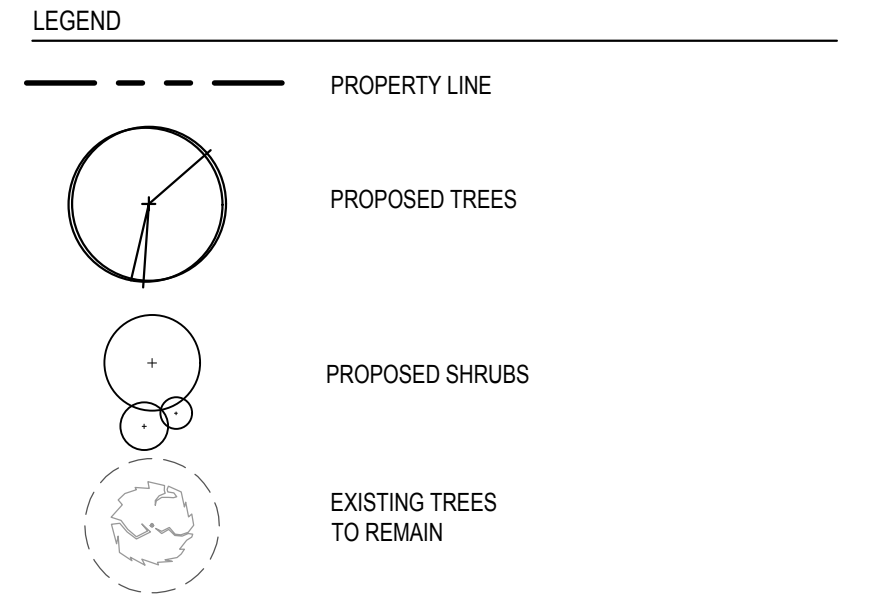 LEGEND
PROPERTY LINE
PROPOSED TREES
PROPOSED SHRUBS
EXISTING TREES
TO REMAIN